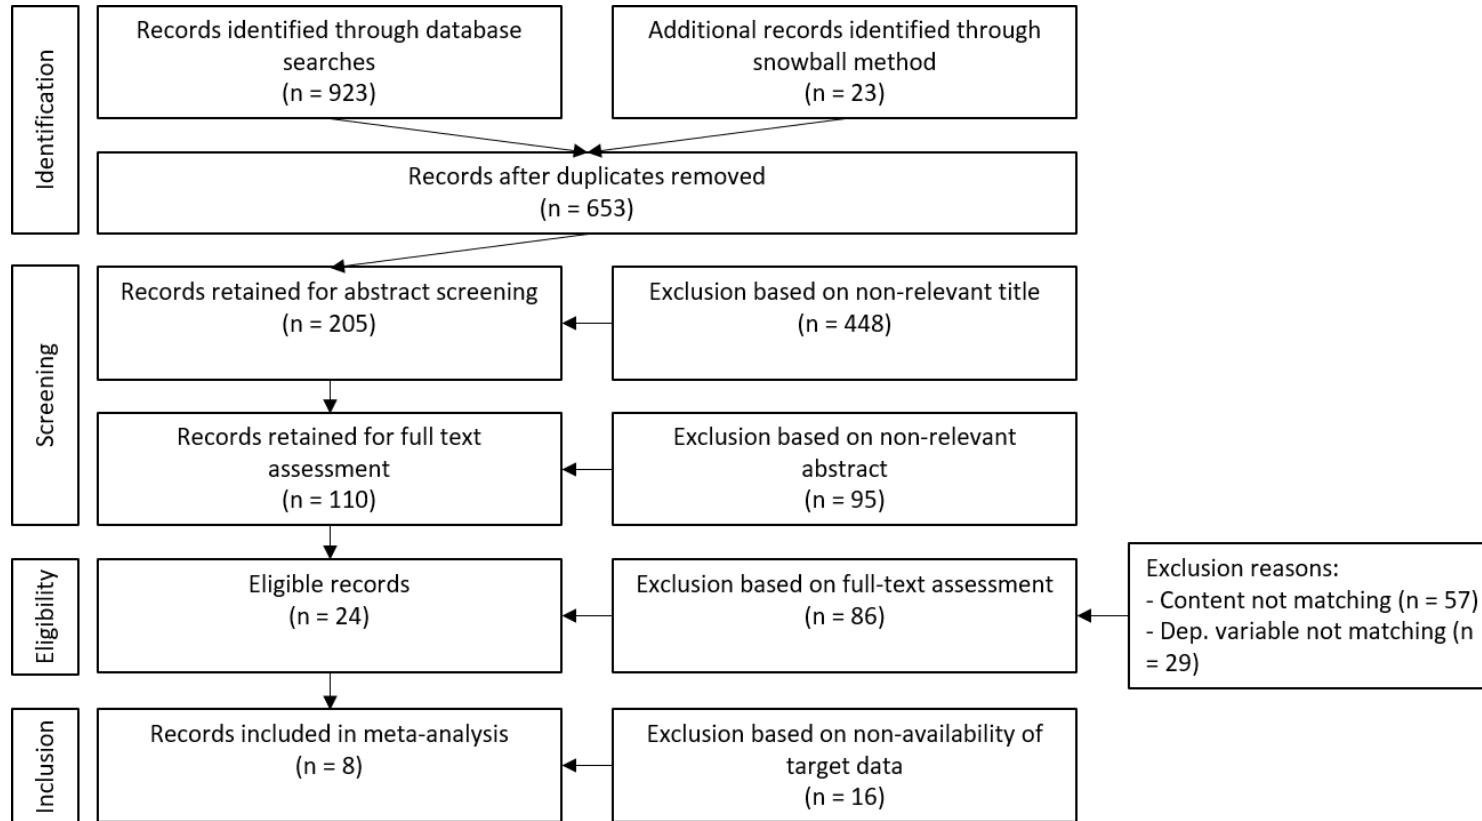 Identification
Records identified through database
searches
(n = 923)
Additional records identified through
snowball method
(n = 23)
Records after duplicates removed
(n = 653)
Screening
Records retained for abstract screening
(n = 205)
Exclusion based on non-relevant title
(n = 448)
Records retained for full text
assessment
(n = 110)
Exclusion based on non-relevant
abstract
(n = 95)
Eligibility
Eligible records
(n = 24)
Exclusion based on full-text assessment
(n = 86)
Exclusion reasons:
- Content not matching (n = 57)
- Dep. variable not matching (n
= 29)
Inclusion
Records included in meta-analysis
(n = 8)
Exclusion based on non-availability of
target data
(n = 16)